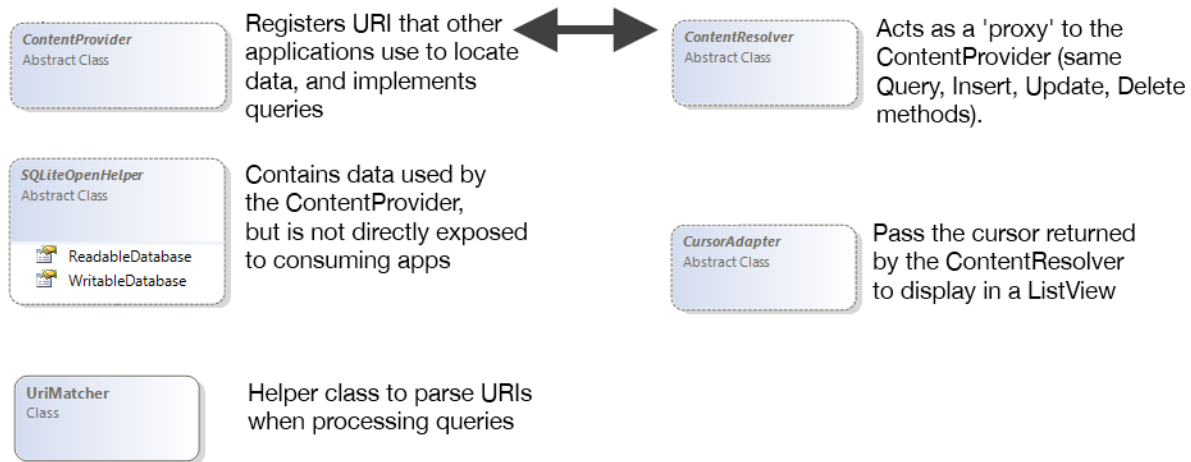 ContentProvider
Abstract Class
Registers URI that other
applications use to locate
data, and implements
queries
ContentResolver
Abstract Class
Acts as a 'proxy' to the
ContentProvider (same
Query, Insert, Update, Delete
methods).
SQLiteOpenHelper
Abstract Class
ReadableDatabase
WritableDatabase
Contains data used by
the ContentProvider,
but is not directly exposed
to consuming apps
CursorAdapter
Abstract Class
Pass the cursor returned
by the ContentResolver
to display in a ListView
UriMatcher
Class
Helper class to parse URIs
when processing queries